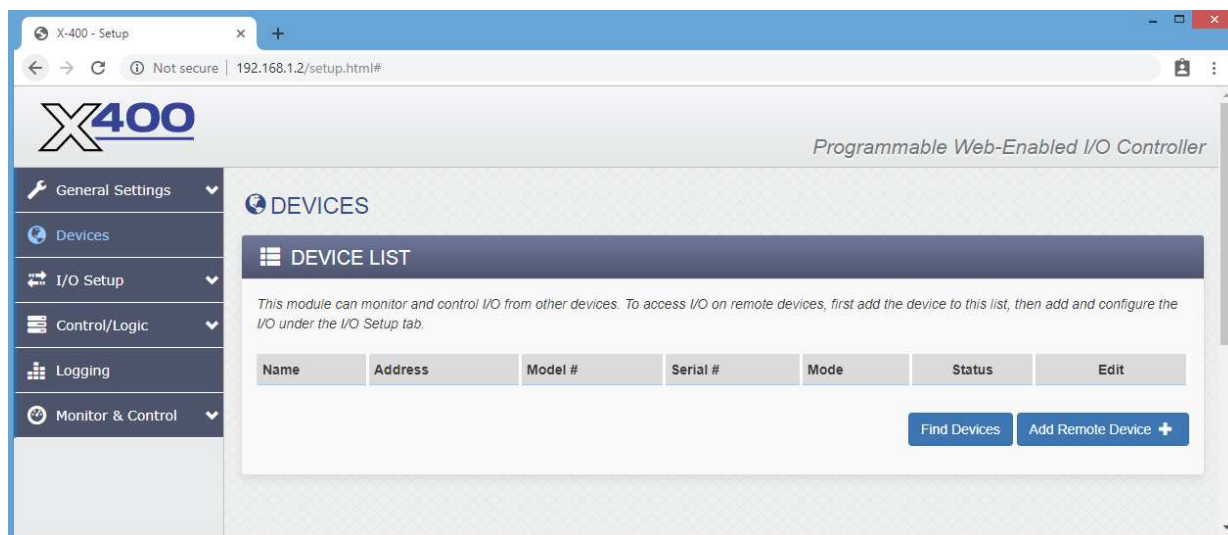 X-400 - Setup
Not secure | 192.168.1.2/setup.html#
X400
Programmable Web-Enabled I/O Controller
General Settings
Devices
I/O Setup
Control/Logic
Logging
Monitor & Control
DEVICES
DEVICE LIST
This module can monitor and control I/O from other devices. To access I/O on remote devices, first add the device to this list, then add and configure the
I/O under the I/O Setup tab.
Name Address Model # Serial # Mode Status Edit
Find Devices Add Remote Device